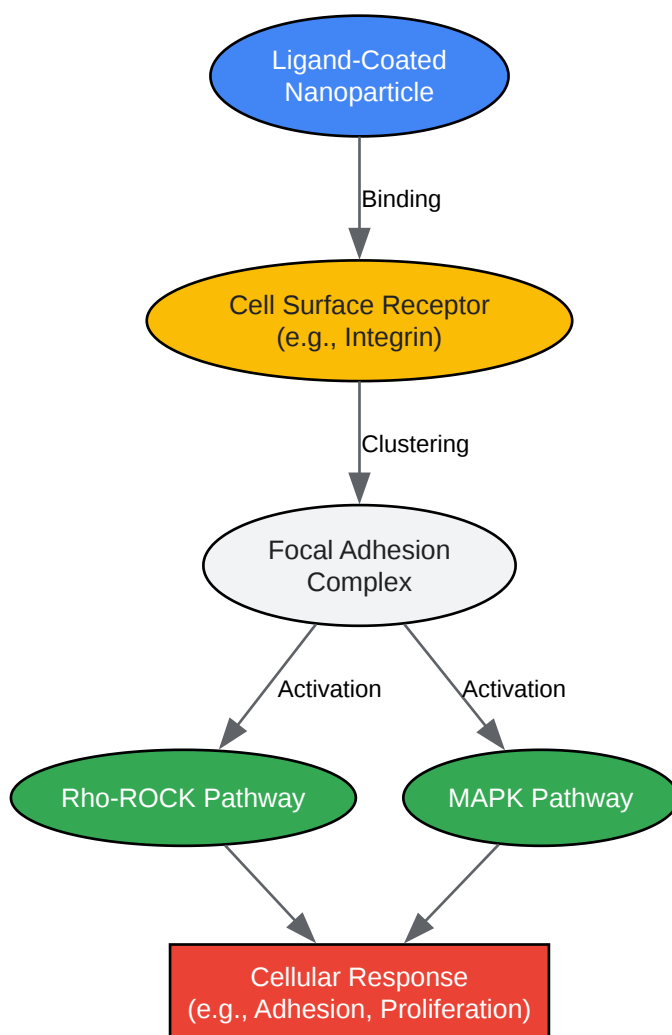 Ligand-Coated
Nanoparticle
Binding
Cell Surface Receptor
(e.g., Integrin)
Clustering
Focal Adhesion
Complex
Activation
Activation
Rho-ROCK Pathway
MAPK Pathway
Cellular Response
(e.g., Adhesion, Proliferation)